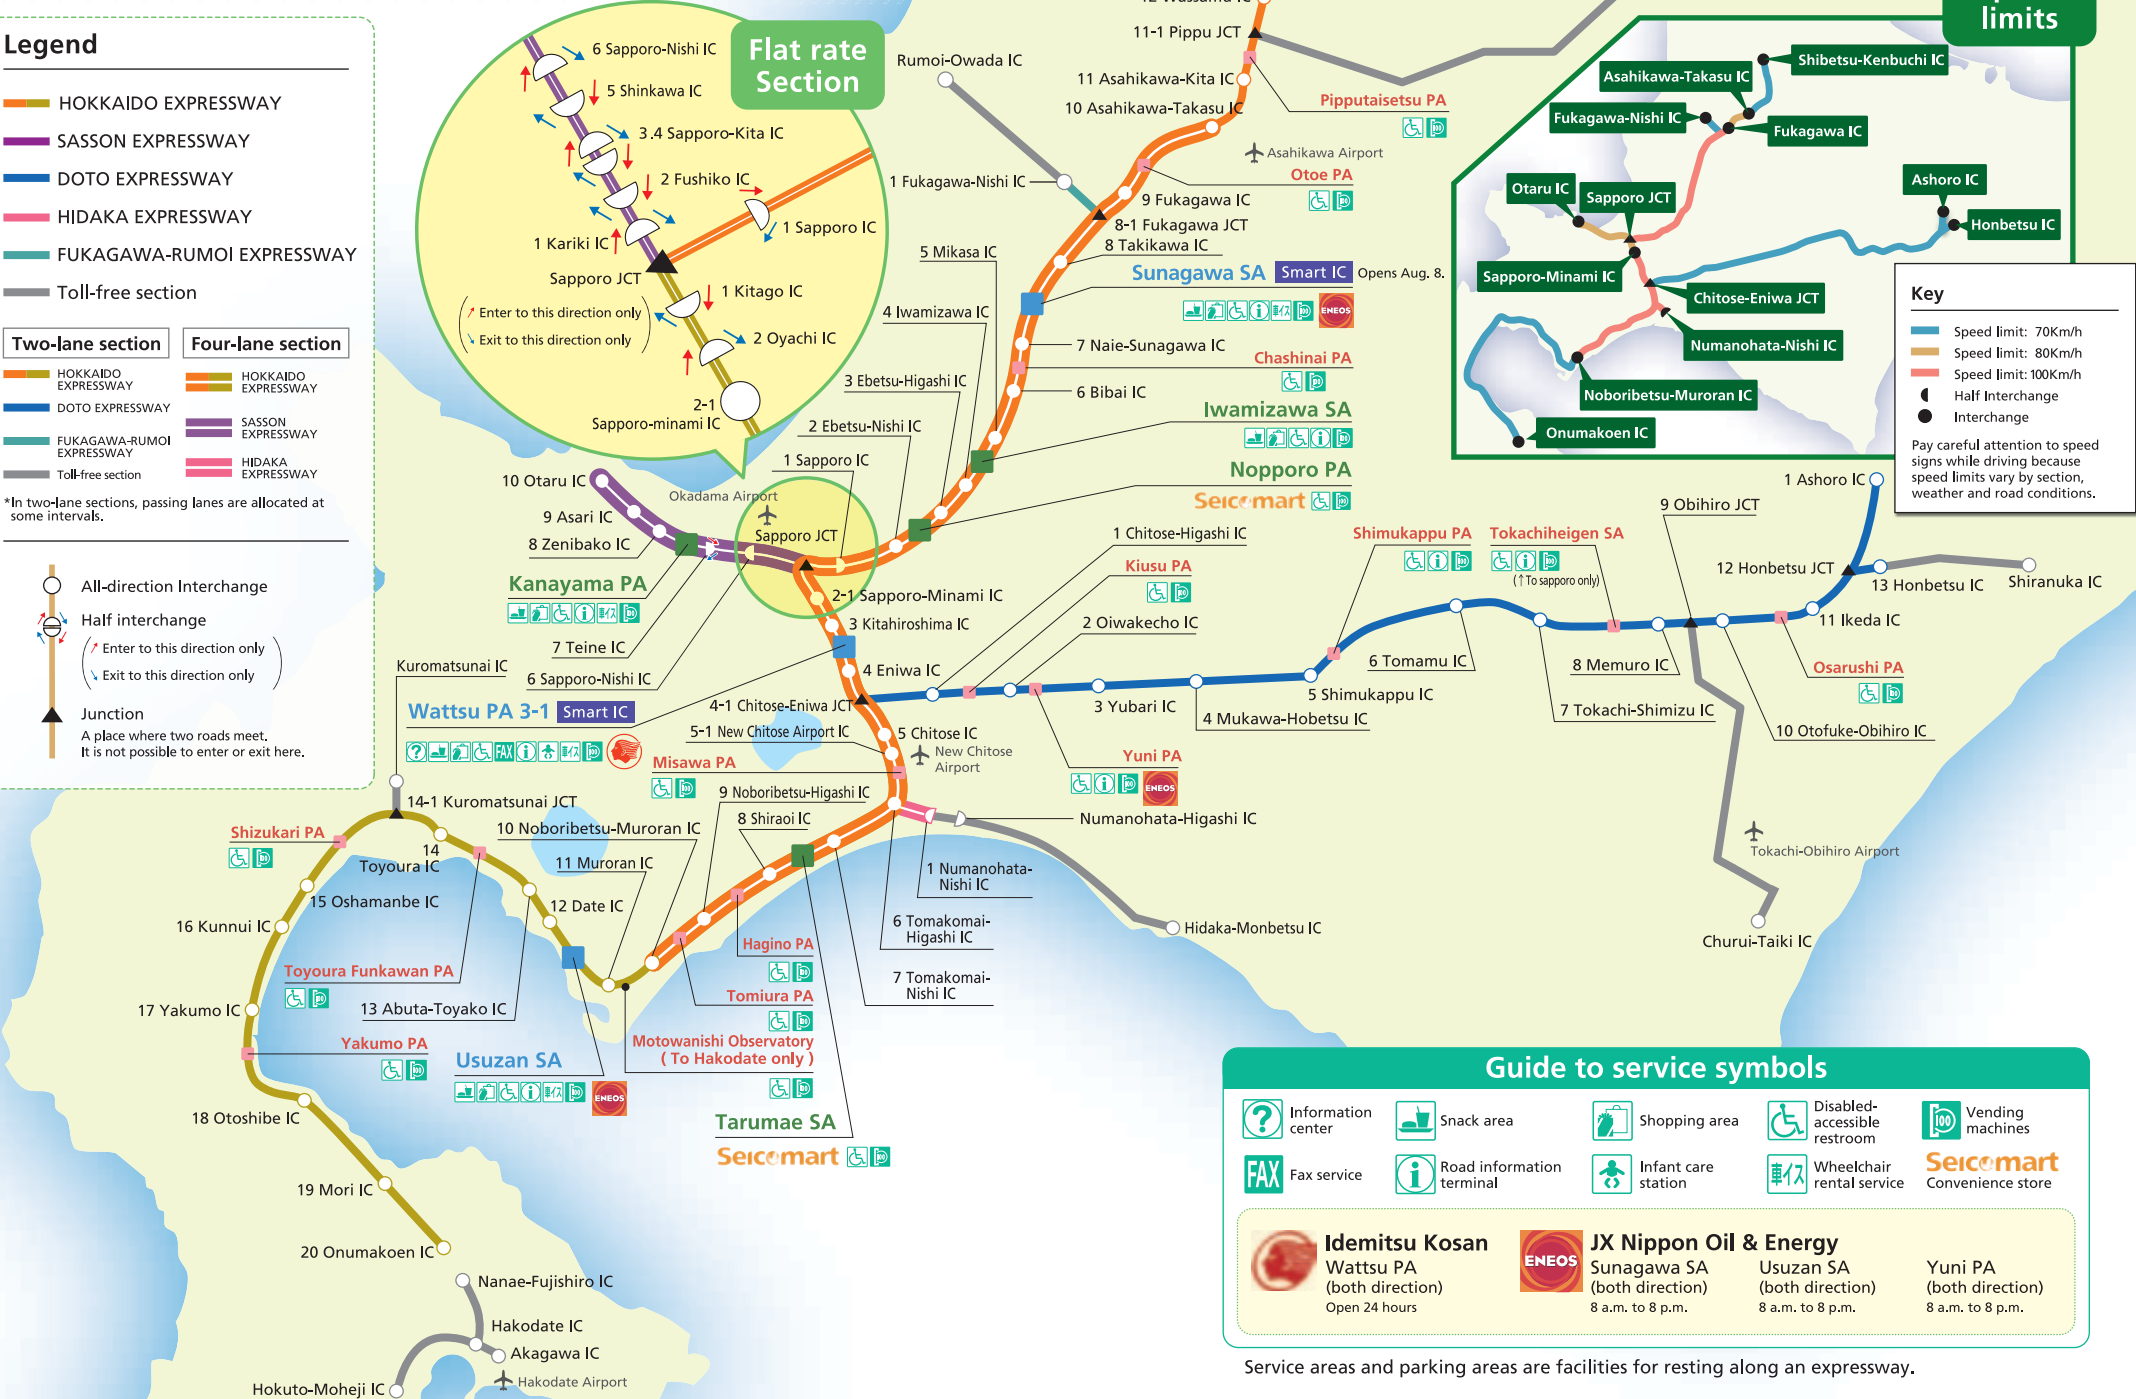 Legend
HOKKAIDO EXPRESSWAY
SASSON EXPRESSWAY
DOTO EXPRESSWAY
HIDAKA EXPRESSWAY
FUKAGAWA-RUMOI EXPRESSWAY
Toll-free section
Two-lane section
HOKKAIDO
EXPRESSWAY
DOTO EXPRESSWAY
FUKAGAWA-RUMOI
EXPRESSWAY
Toll-free section
Four-lane section
HOKKAIDO
EXPRESSWAY
SASSON
EXPRESSWAY
HIDAKA
EXPRESSWAY
*In two-lane sections, passing lanes are allocated at
some intervals.
All-direction Interchange
Half interchange
Enter to this direction only
Exit to this direction only
Junction
A place where two roads meet.
It is not possible to enter or exit here.
Flat rate
Section
6 Sapporo-Nishi IC
5 Shinkawa IC
3.4 Sapporo-Kita IC
2 Fushiko IC
1 Sapporo IC
1 Kariki IC
Sapporo JCT
1 Kitago IC
Enter to this direction only
Exit to this direction only
2 Oyachi IC
2-1
Sapporo-minami IC
12 Wassamu IC
11-1 Pippu JCT
Rumoi-Owada IC
11 Asahikawa-Kita IC
10 Asahikawa-Takasu IC
Pipputaisetsu PA
Asahikawa Airport
Otoe PA
1 Fukagawa-Nishi IC
9 Fukagawa IC
8-1 Fukagawa JCT
8 Takikawa IC
5 Mikasa IC
Sunagawa SA
Smart IC
Opens Aug. 8.
ENEOS
4 Iwamizawa IC
7 Naie-Sunagawa IC
Chashinai PA
3 Ebetsu-Higashi IC
6 Bibai IC
Iwamizawa SA
2 Ebetsu-Nishi IC
1 Sapporo IC
Nopporo PA
Seicomart
10 Otaru IC
Okadama Airport
9 Asari IC
Sapporo JCT
8 Zenibako IC
Kanayama PA
7 Teine IC
6 Sapporo-Nishi IC
2-1 Sapporo-Minami IC
3 Kitahiroshima IC
4 Eniwa IC
Kuromatsunai IC
Wattsu PA 3-1
Smart IC
FAX
4-1 Chitose-Eniwa JCT
5-1 New Chitose Airport IC
5 Chitose IC
New Chitose
Airport
Misawa PA
1 Chitose-Higashi IC
Kiusu PA
2 Oiwakecho IC
Yuni PA
ENEOS
3 Yubari IC
4 Mukawa-Hobetsu IC
5 Shimukappu IC
Shimukappu PA
Tokachiheigen SA
(↑To sapporo only)
6 Tomamu IC
7 Tokachi-Shimizu IC
8 Memuro IC
9 Obihiro JCT
10 Otofuke-Obihiro IC
Osarushi PA
11 Ikeda IC
12 Honbetsu JCT
13 Honbetsu IC
1 Ashoro IC
Shiranuka IC
Tokachi-Obihiro Airport
Churui-Taiki IC
Numanohata-Higashi IC
Hidaka-Monbetsu IC
1 Numanohata-
Nishi IC
6 Tomakomai-
Higashi IC
7 Tomakomai-
Nishi IC
9 Noboribetsu-Higashi IC
8 Shiraoi IC
10 Noboribetsu-Muroran IC
11 Muroran IC
12 Date IC
14-1 Kuromatsunai JCT
14
Toyoura IC
Shizukari PA
15 Oshamanbe IC
16 Kunnui IC
Toyoura Funkawan PA
13 Abuta-Toyako IC
17 Yakumo IC
Yakumo PA
Usuzan SA
ENEOS
Hagino PA
Tomiura PA
Motowanishi Observatory
( To Hakodate only )
Tarumae SA
Seicomart
18 Otoshibe IC
19 Mori IC
20 Onumakoen IC
Nanae-Fujishiro IC
Hakodate IC
Akagawa IC
Hakodate Airport
Hokuto-Moheji IC
limits
Shibetsu-Kenbuchi IC
Asahikawa-Takasu IC
Fukagawa-Nishi IC
Fukagawa IC
Otaru IC
Sapporo JCT
Ashoro IC
Honbetsu IC
Sapporo-Minami IC
Chitose-Eniwa JCT
Numanohata-Nishi IC
Noboribetsu-Muroran IC
Onumakoen IC
Key
Speed limit: 70Km/h
Speed limit: 80Km/h
Speed limit: 100Km/h
Half Interchange
Interchange
Pay careful attention to speed
signs while driving because
speed limits vary by section,
weather and road conditions.
Guide to service symbols
Information
center
Snack area
Shopping area
Disabled-
accessible
restroom
100
Vending
machines
FAX
Fax service
Road information
terminal
Infant care
station
車イス
Wheelchair
rental service
Seicomart
Convenience store
Idemitsu Kosan
Wattsu PA
(both direction)
Open 24 hours
ENEOS
JX Nippon Oil & Energy
Sunagawa SA
(both direction)
8 a.m. to 8 p.m.
Usuzan SA
(both direction)
8 a.m. to 8 p.m.
Yuni PA
(both direction)
8 a.m. to 8 p.m.
Service areas and parking areas are facilities for resting along an expressway.